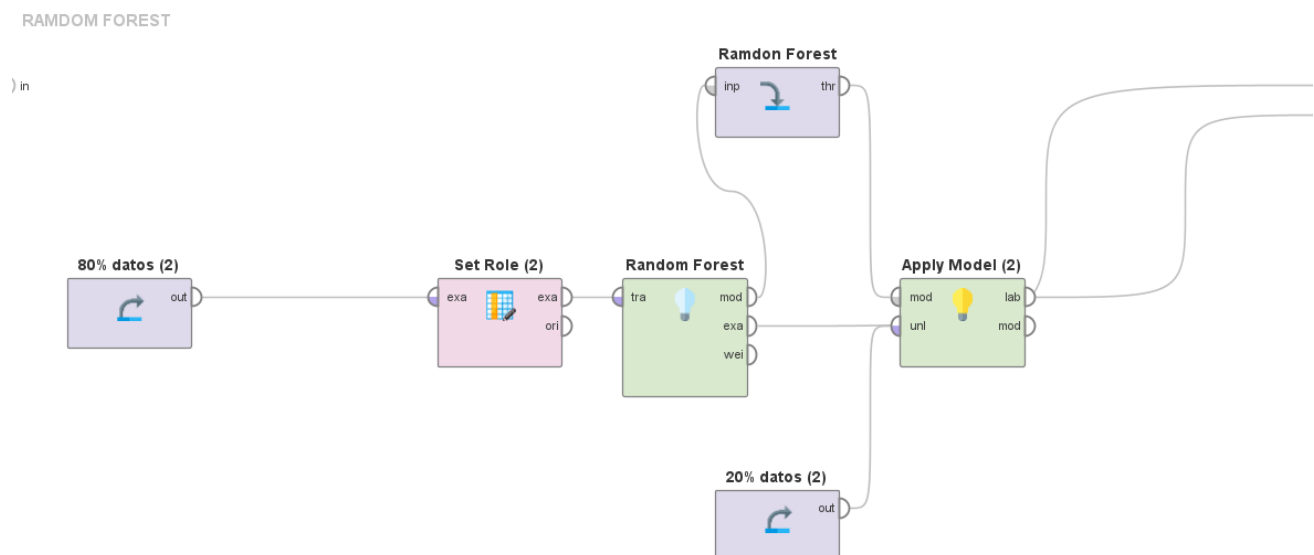 RAMDOM FOREST
Ramdon Forest
in
inp thr
80% datos (2) Set Role (2) Random Forest Apply Model (2)
out exa exa tra mod mod lab
ori exa unl mod
wei
20% datos (2)
out